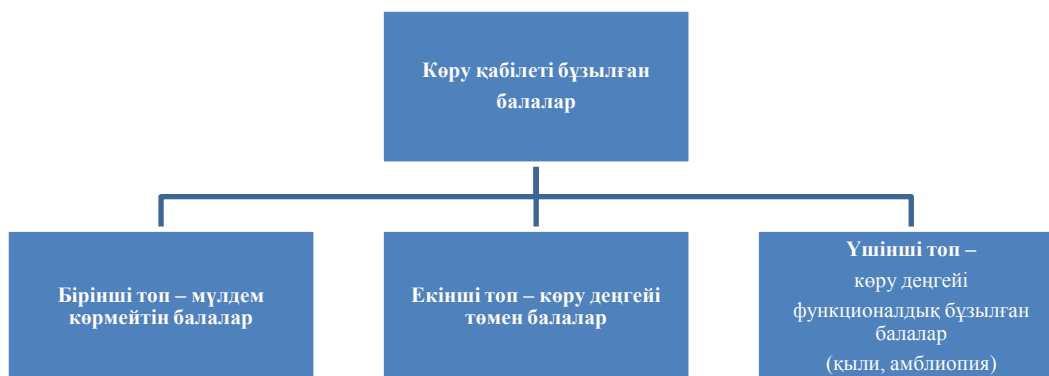 Көру қабілеті бұзылған
балалар
Бірінші топ – мүлдем
көрмейтін балалар
Екінші топ – көру деңгейі
төмен балалар
Үшінші топ –
көру деңгейі
функционалдық бұзылған
балалар
(қыли, амблиопия)